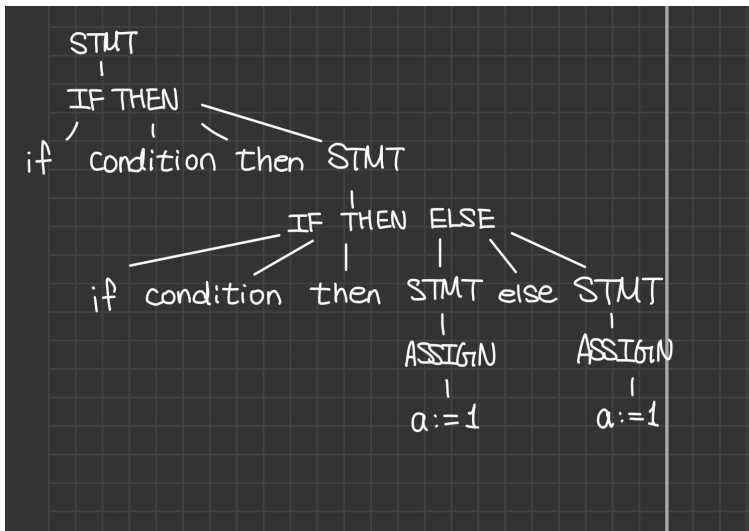 STMT
IF THEN
if condition then STMT
IF THEN ELSE
if condition then STMT else STMT
ASSIGN ASSIGN
a:=1 a:=1